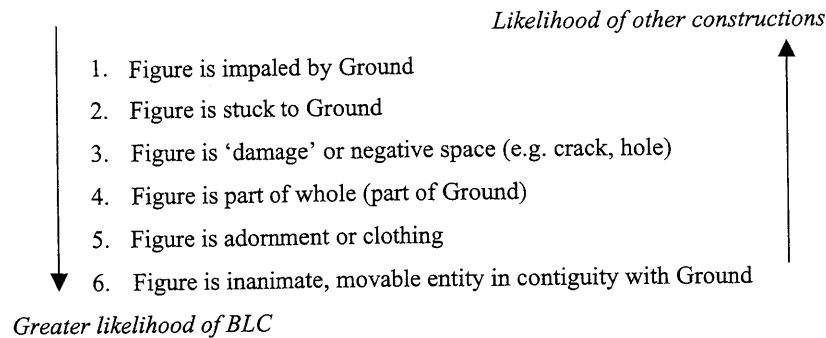 Likelihood of other constructions
1. Figure is impaled by Ground
2. Figure is stuck to Ground
3. Figure is ‘damage’ or negative space (e.g. crack, hole)
4. Figure is part of whole (part of Ground)
5. Figure is adornment or clothing
6. Figure is inanimate, movable entity in contiguity with Ground
Greater likelihood of BLC